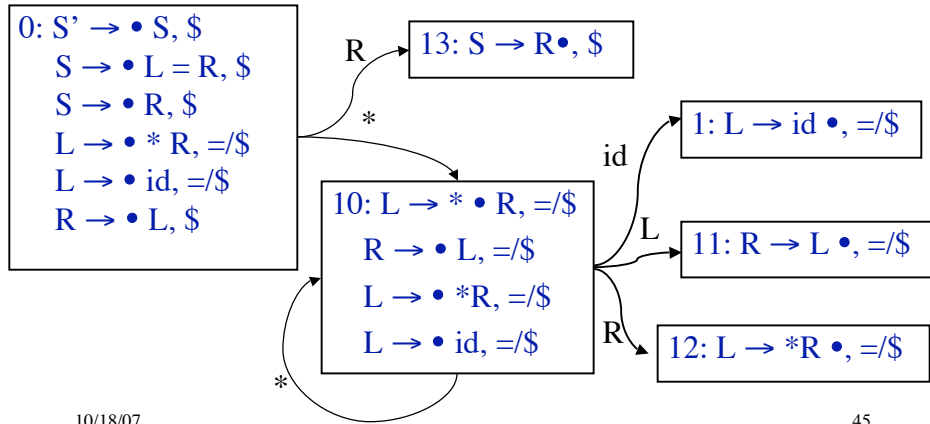 0: S’ → • S, $
S → • L = R, $
S → • R, $
L → • * R, =/$
L → • id, =/$
R → • L, $
R
13: S → R•, $
*
10: L → * • R, =/$
R → • L, =/$
L → • *R, =/$
L → • id, =/$
*
id
1: L → id •, =/$
L
11: R → L •, =/$
R
12: L → *R •, =/$
10/18/07
45